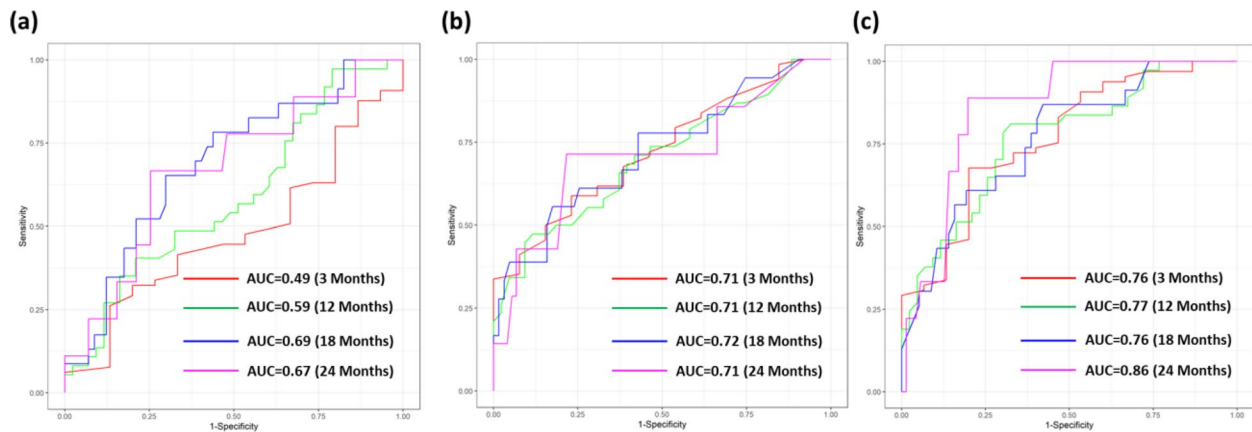 (a)
1.00
0.75
0.50
0.25
0.00
Sensitivity
AUC=0.49 (3 Months)
AUC=0.59 (12 Months)
AUC=0.69 (18 Months)
AUC=0.67 (24 Months)
0.00 0.25 0.50 0.75 1.00
1-Specificity
(b)
1.00
0.75
0.50
0.25
0.00
Sensitivity
AUC=0.71 (3 Months)
AUC=0.71 (12 Months)
AUC=0.72 (18 Months)
AUC=0.71 (24 Months)
0.00 0.25 0.50 0.75 1.00
1-Specificity
(c)
1.00
0.75
0.50
0.25
0.00
Sensitivity
AUC=0.76 (3 Months)
AUC=0.77 (12 Months)
AUC=0.76 (18 Months)
AUC=0.86 (24 Months)
0.00 0.25 0.50 0.75 1.00
1-Specificity